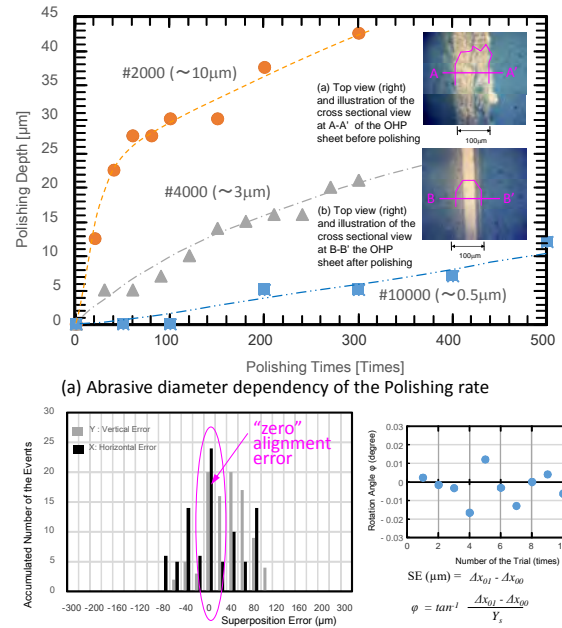 45
40
35
30
25
20
15
10
5
0
Polishing Depth [μm]
#2000 (～10μm)
#4000 (～3μm)
#10000 (～0.5μm)
(a) Top view (right)
and illustration of the
cross sectional view
at A-A' of the OHP
sheet before polishing
A A'
100μm
(b) Top view (right)
and illustration of the
cross sectional view
at B-B' the OHP
sheet after polishing
B B'
100μm
0 100 200 300 400 500
Polishing Times [Times]
(a) Abrasive diameter dependency of the Polishing rate
30
25
20
15
10
5
0
Accumulated Number of the Events
Y : Vertical Error
X: Horizontal Error
"zero"
alignment
error
-300 -160 -120 -80 -40 0 40 80 120 160 200 300
Superposition Error (μm)
0.03
0.02
0.01
0
- 0.01
- 0.02
- 0.03
Rotation Angle φ (degree)
0 2 4 6 8 10
Number of the Trial (times)
SE (μm) = Δx01 - Δx00
φ = tan-1 Δx01 - Δx00
Ys